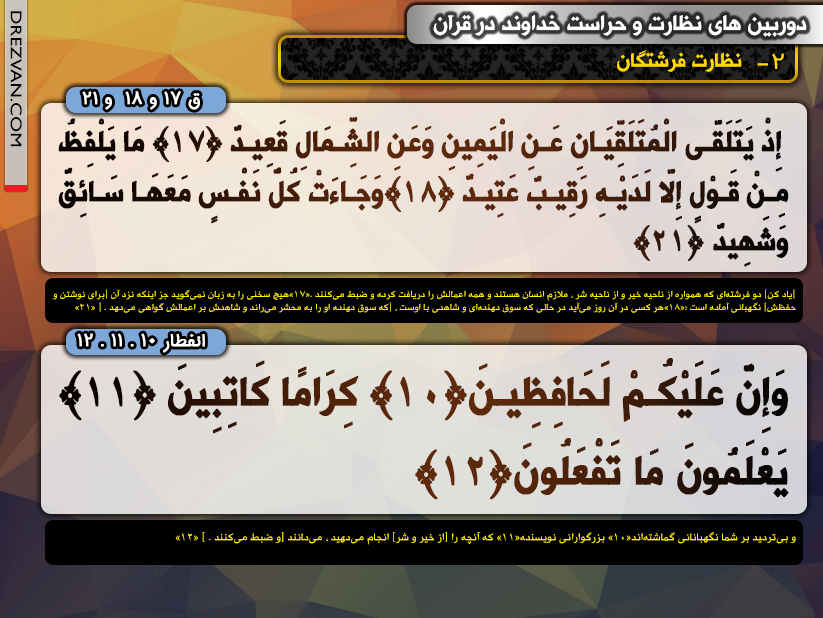 دوربین های نظارت و حراست خداوند در قرآن
۲- نظارت فرشتگان
DREZVAN.COM
ق ۱۷ و ۱۸ و ۲۱
إِذْ يَتَلَقَّى الْمُتَلَقِّيَانِ عَنِ الْيَمِينِ وَعَنِ الشِّمَالِ قَعِيدٌ ﴿۱۷﴾ مَا يَلْفِظُ
مِنْ قَوْلٍ إِلَّا لَدَيْهِ رَقِيبٌ عَتِيدٌ ﴿۱۸﴾وَجَاءَتْ كُلُّ نَفْسٍ مَعَهَا سَائِقٌ
وَشَهِيدٌ ﴿۲۱﴾
[یاد کن] دو فرشته‌ای که همواره از ناحیه خیر و از ناحیه شر ، ملازم انسان هستند و همه اعمالش را دریافت کرده و ضبط می‌کنند .«۱۷»هیچ سخنی را به زبان نمی‌گوید جز اینکه نزد آن [برای نوشتن و
حفظش] نگهبانی آماده است ؛«۱۸»هر کسی در آن روز می‌آید در حالی که سوق دهنده‌ای و شاهدی با اوست ، [که سوق دهنده او را به محشر می‌راند و شاهدش بر اعمالش گواهی می‌دهد . [ «۲۱»
انفطار ۱۰ . ۱۱ . ۱۲
وَإِنَّ عَلَيْكُمْ لَحَافِظِينَ﴿۱۰﴾ كِرَامًا كَاتِبِينَ ﴿۱۱﴾
يَعْلَمُونَ مَا تَفْعَلُونَ﴿۱۲﴾
و بی‌تردید بر شما نگهبانانی گماشته‌اند«۱۰» بزرگوارانی نویسنده«۱۱» که آنچه را [از خیر و شر] انجام می‌دهید ، می‌دانند [و ضبط می‌کنند . ] «۱۲»